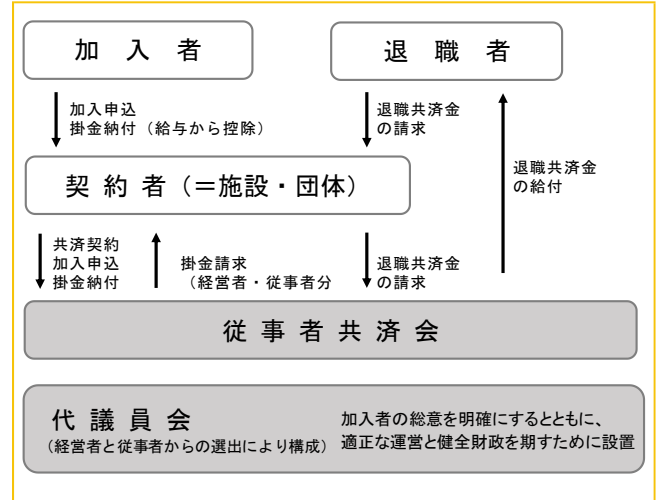 加 入 者
退 職 者
加入申込
掛金納付（給与から控除）
退職共済金
の請求
退職共済金
の給付
契 約 者（＝施設・団体）
共済契約
加入申込
掛金納付
掛金請求
（経営者・従事者分
退職共済金
の請求
従 事 者 共 済 会
代 議 員 会
（経営者と従事者からの選出により構成）
加入者の総意を明確にするとともに、
適正な運営と健全財政を期すために設置